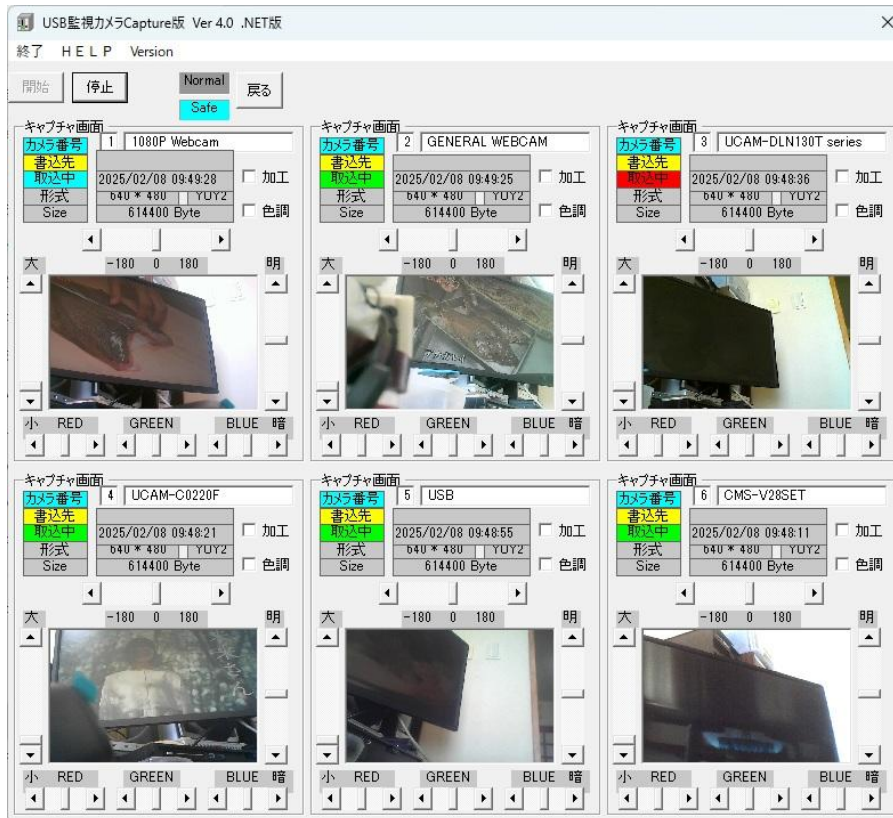 USB監視カメラCapture版 Ver 4.0 .NET版
終了 HELP Version
開始 停止 Normal 戻る
Safe
キャプチャ画面 キャプチャ画面 キャプチャ画面
カメラ番号 1 1080P Webcam カメラ番号 2 GENERAL WEBCAM カメラ番号 3 UCAM-DLN130T series
書込先 書込先 書込先
取込中 2025/02/08 09:49:28 加工 取込中 2025/02/08 09:49:25 加工 取込中 2025/02/08 09:48:36 加工
形式 640 * 480 YUY2 形式 640 * 480 YUY2 形式 640 * 480 YUY2
Size 614400 Byte 色調 Size 614400 Byte 色調 Size 614400 Byte 色調
大 -180 0 180 明 大 -180 0 180 明 大 -180 0 180 明
小 RED GREEN BLUE 暗 小 RED GREEN BLUE 暗 小 RED GREEN BLUE 暗
キャプチャ画面 キャプチャ画面 キャプチャ画面
カメラ番号 4 UCAM-C0220F カメラ番号 5 USB カメラ番号 6 CMS-V28SET
書込先 書込先 書込先
取込中 2025/02/08 09:48:21 加工 取込中 2025/02/08 09:48:55 加工 取込中 2025/02/08 09:48:11 加工
形式 640 * 480 YUY2 形式 640 * 480 YUY2 形式 640 * 480 YUY2
Size 614400 Byte 色調 Size 614400 Byte 色調 Size 614400 Byte 色調
大 -180 0 180 明 大 -180 0 180 明 大 -180 0 180 明
小 RED GREEN BLUE 暗 小 RED GREEN BLUE 暗 小 RED GREEN BLUE 暗